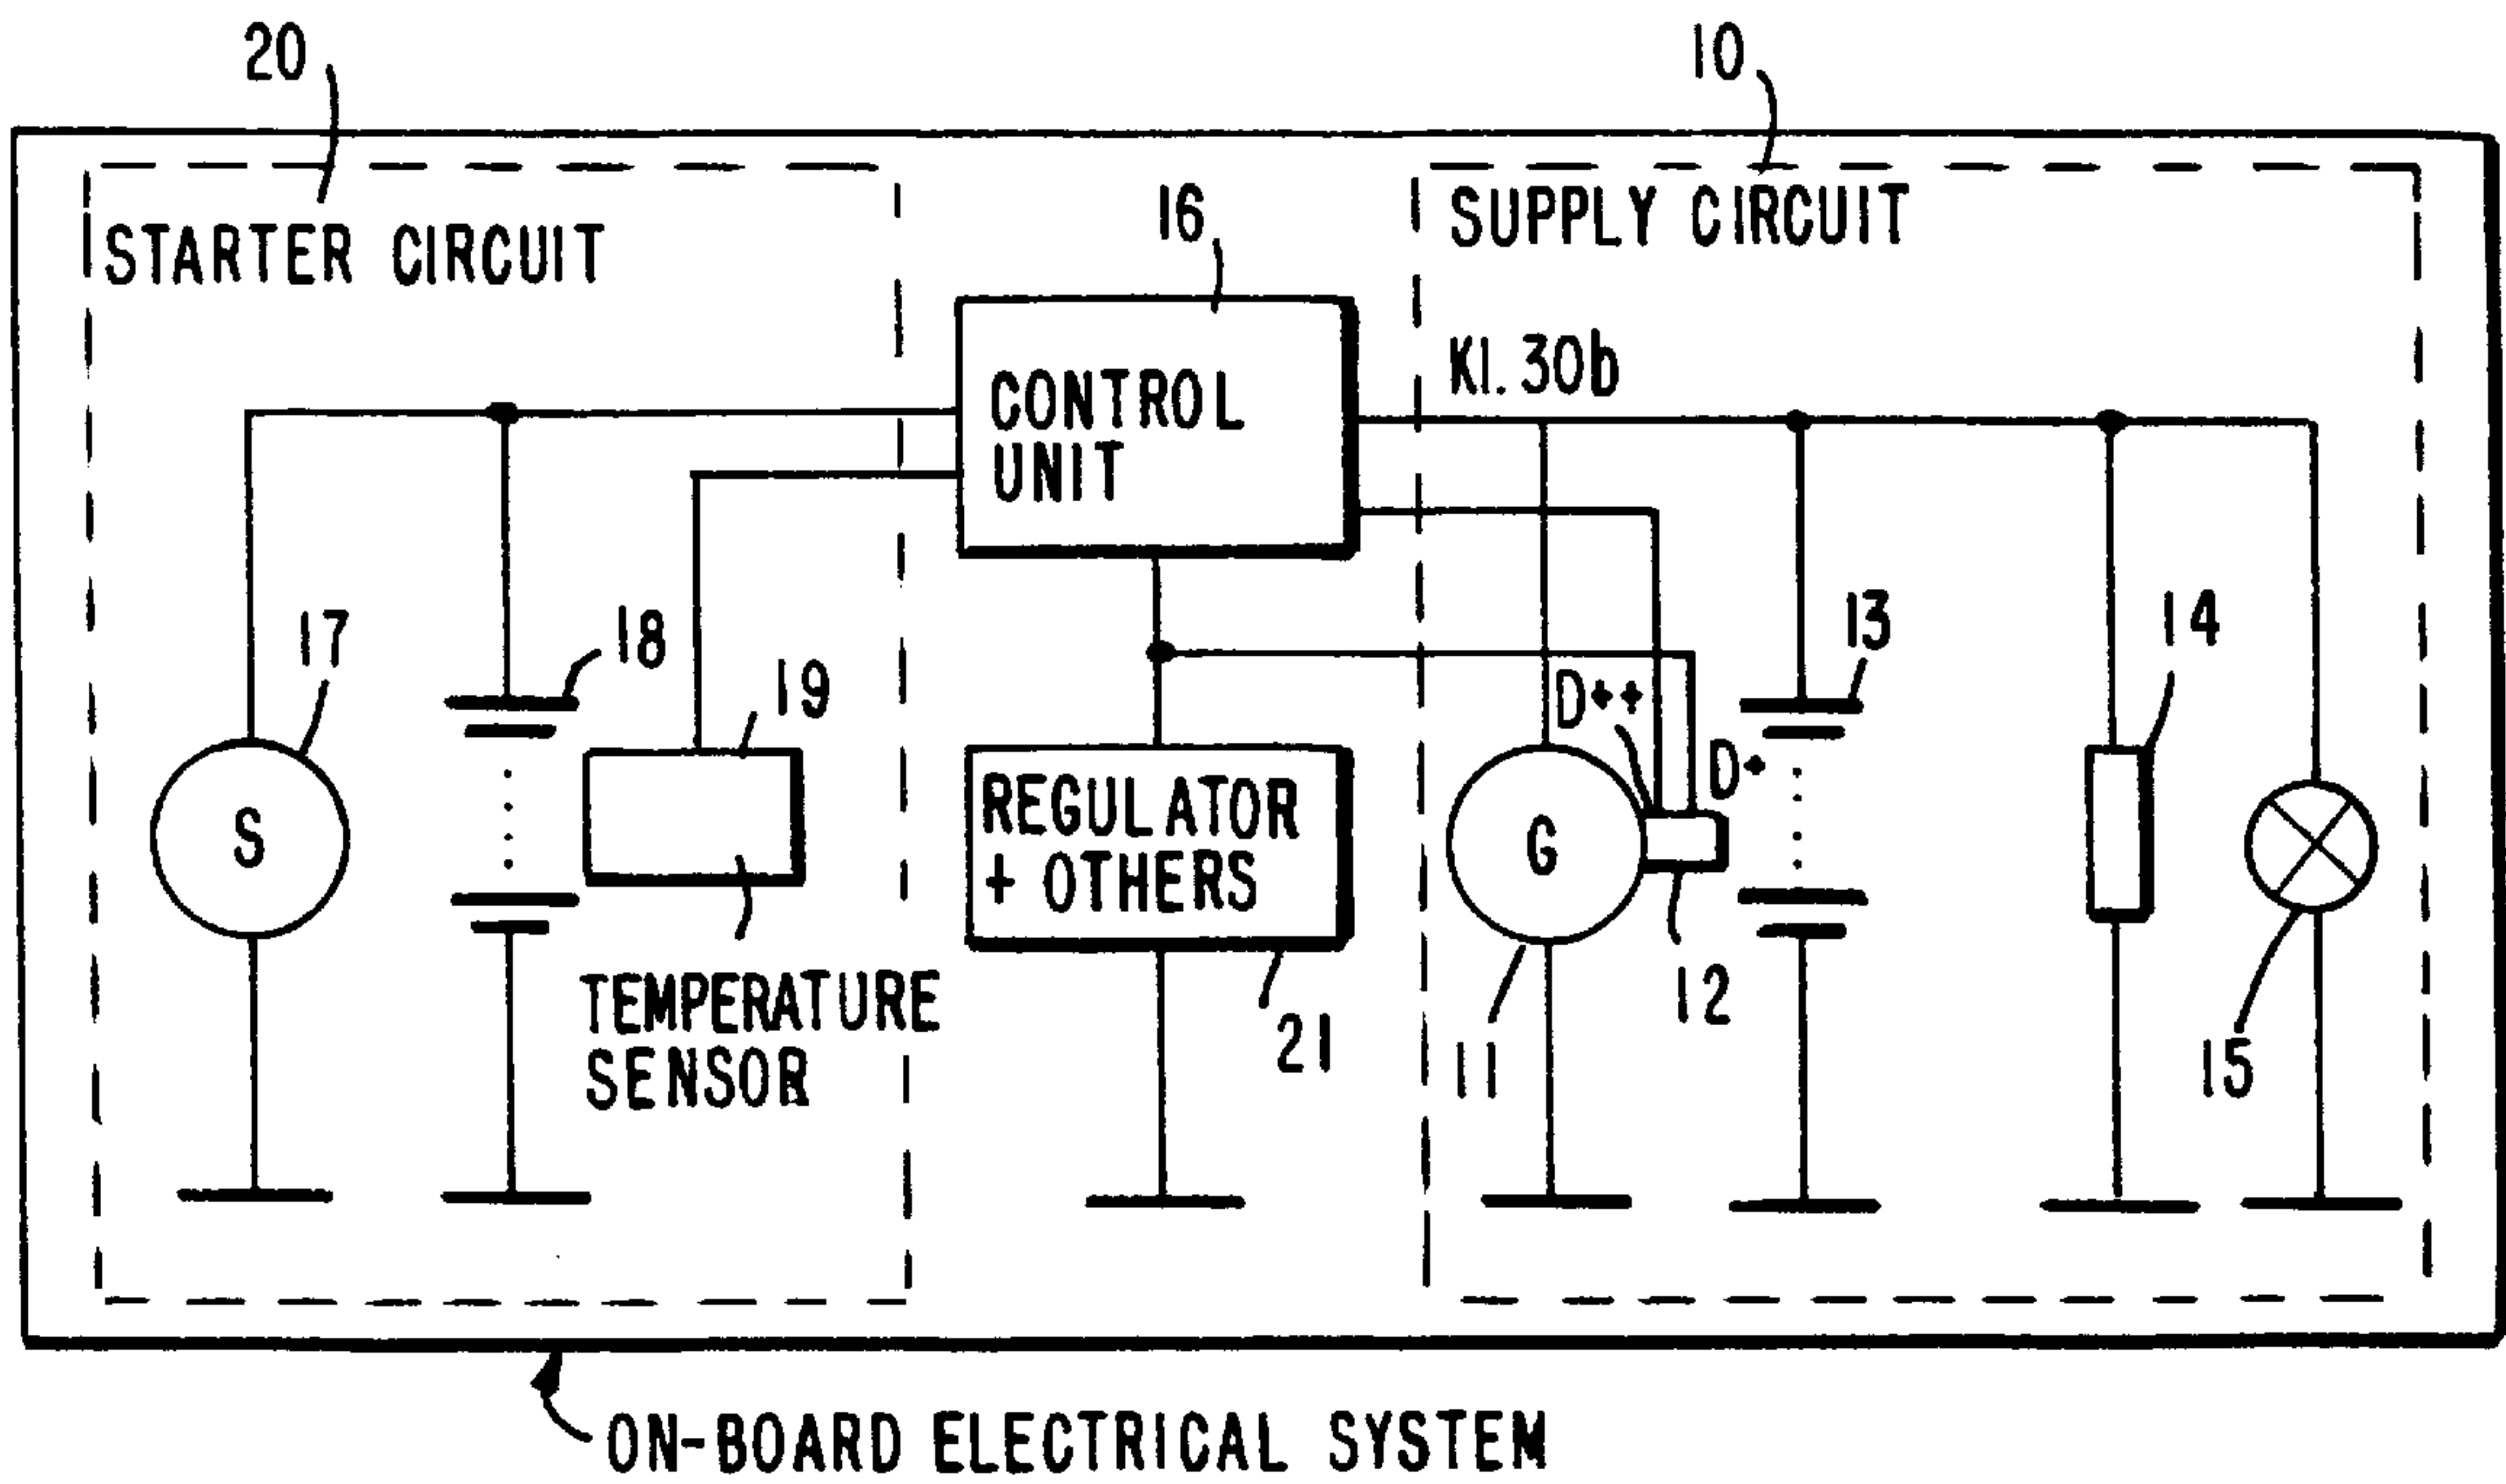 20
10
STARTER CIRCUIT
16
SUPPLY CIRCUIT
Kl. 30b
CONTROL
UNIT
17
18
19
13
14
D++
D+
S
REGULATOR
+ OTHERS
G
12
TEMPERATURE
SENSOR
21
11
15
ON-BOARD ELECTRICAL SYSTEM